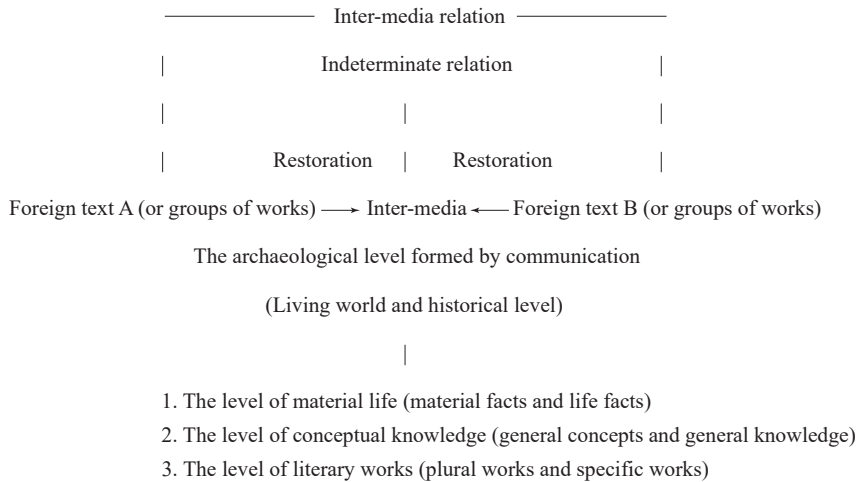 Inter-media relation
Indeterminate relation
Restoration | Restoration
Foreign text A (or groups of works) → Inter-media ← Foreign text B (or groups of works)
The archaeological level formed by communication
(Living world and historical level)
1. The level of material life (material facts and life facts)
2. The level of conceptual knowledge (general concepts and general knowledge)
3. The level of literary works (plural works and specific works)